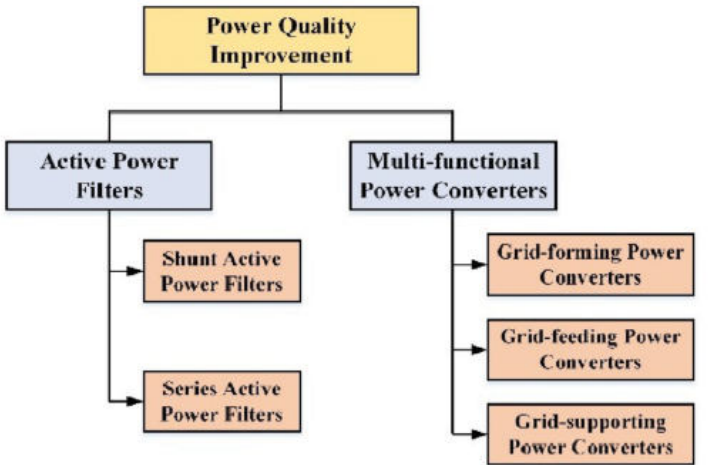 Power Quality
Improvement
Active Power
Filters
Multi-functional
Power Converters
Shunt Active
Power Filters
Series Active
Power Filters
Grid-forming Power
Converters
Grid-feeding Power
Converters
Grid-supporting
Power Converters